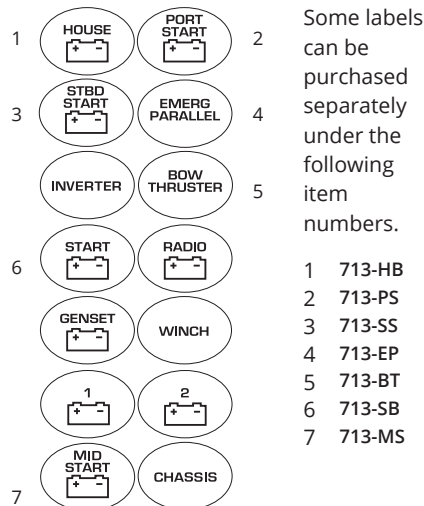 1 HOUSE PORT START 2
+ - + -
3 STBD START EMERG PARALLEL 4
+ -
INVERTER BOW THRUSTER 5
6 START RADIO
+ - + -
GENSET WINCH
+ -
1 2
+ - + -
7 MID START CHASSIS
+ -
Some labels
can be
purchased
separately
under the
following
item
numbers.
1 713-HB
2 713-PS
3 713-SS
4 713-EP
5 713-BT
6 713-SB
7 713-MS